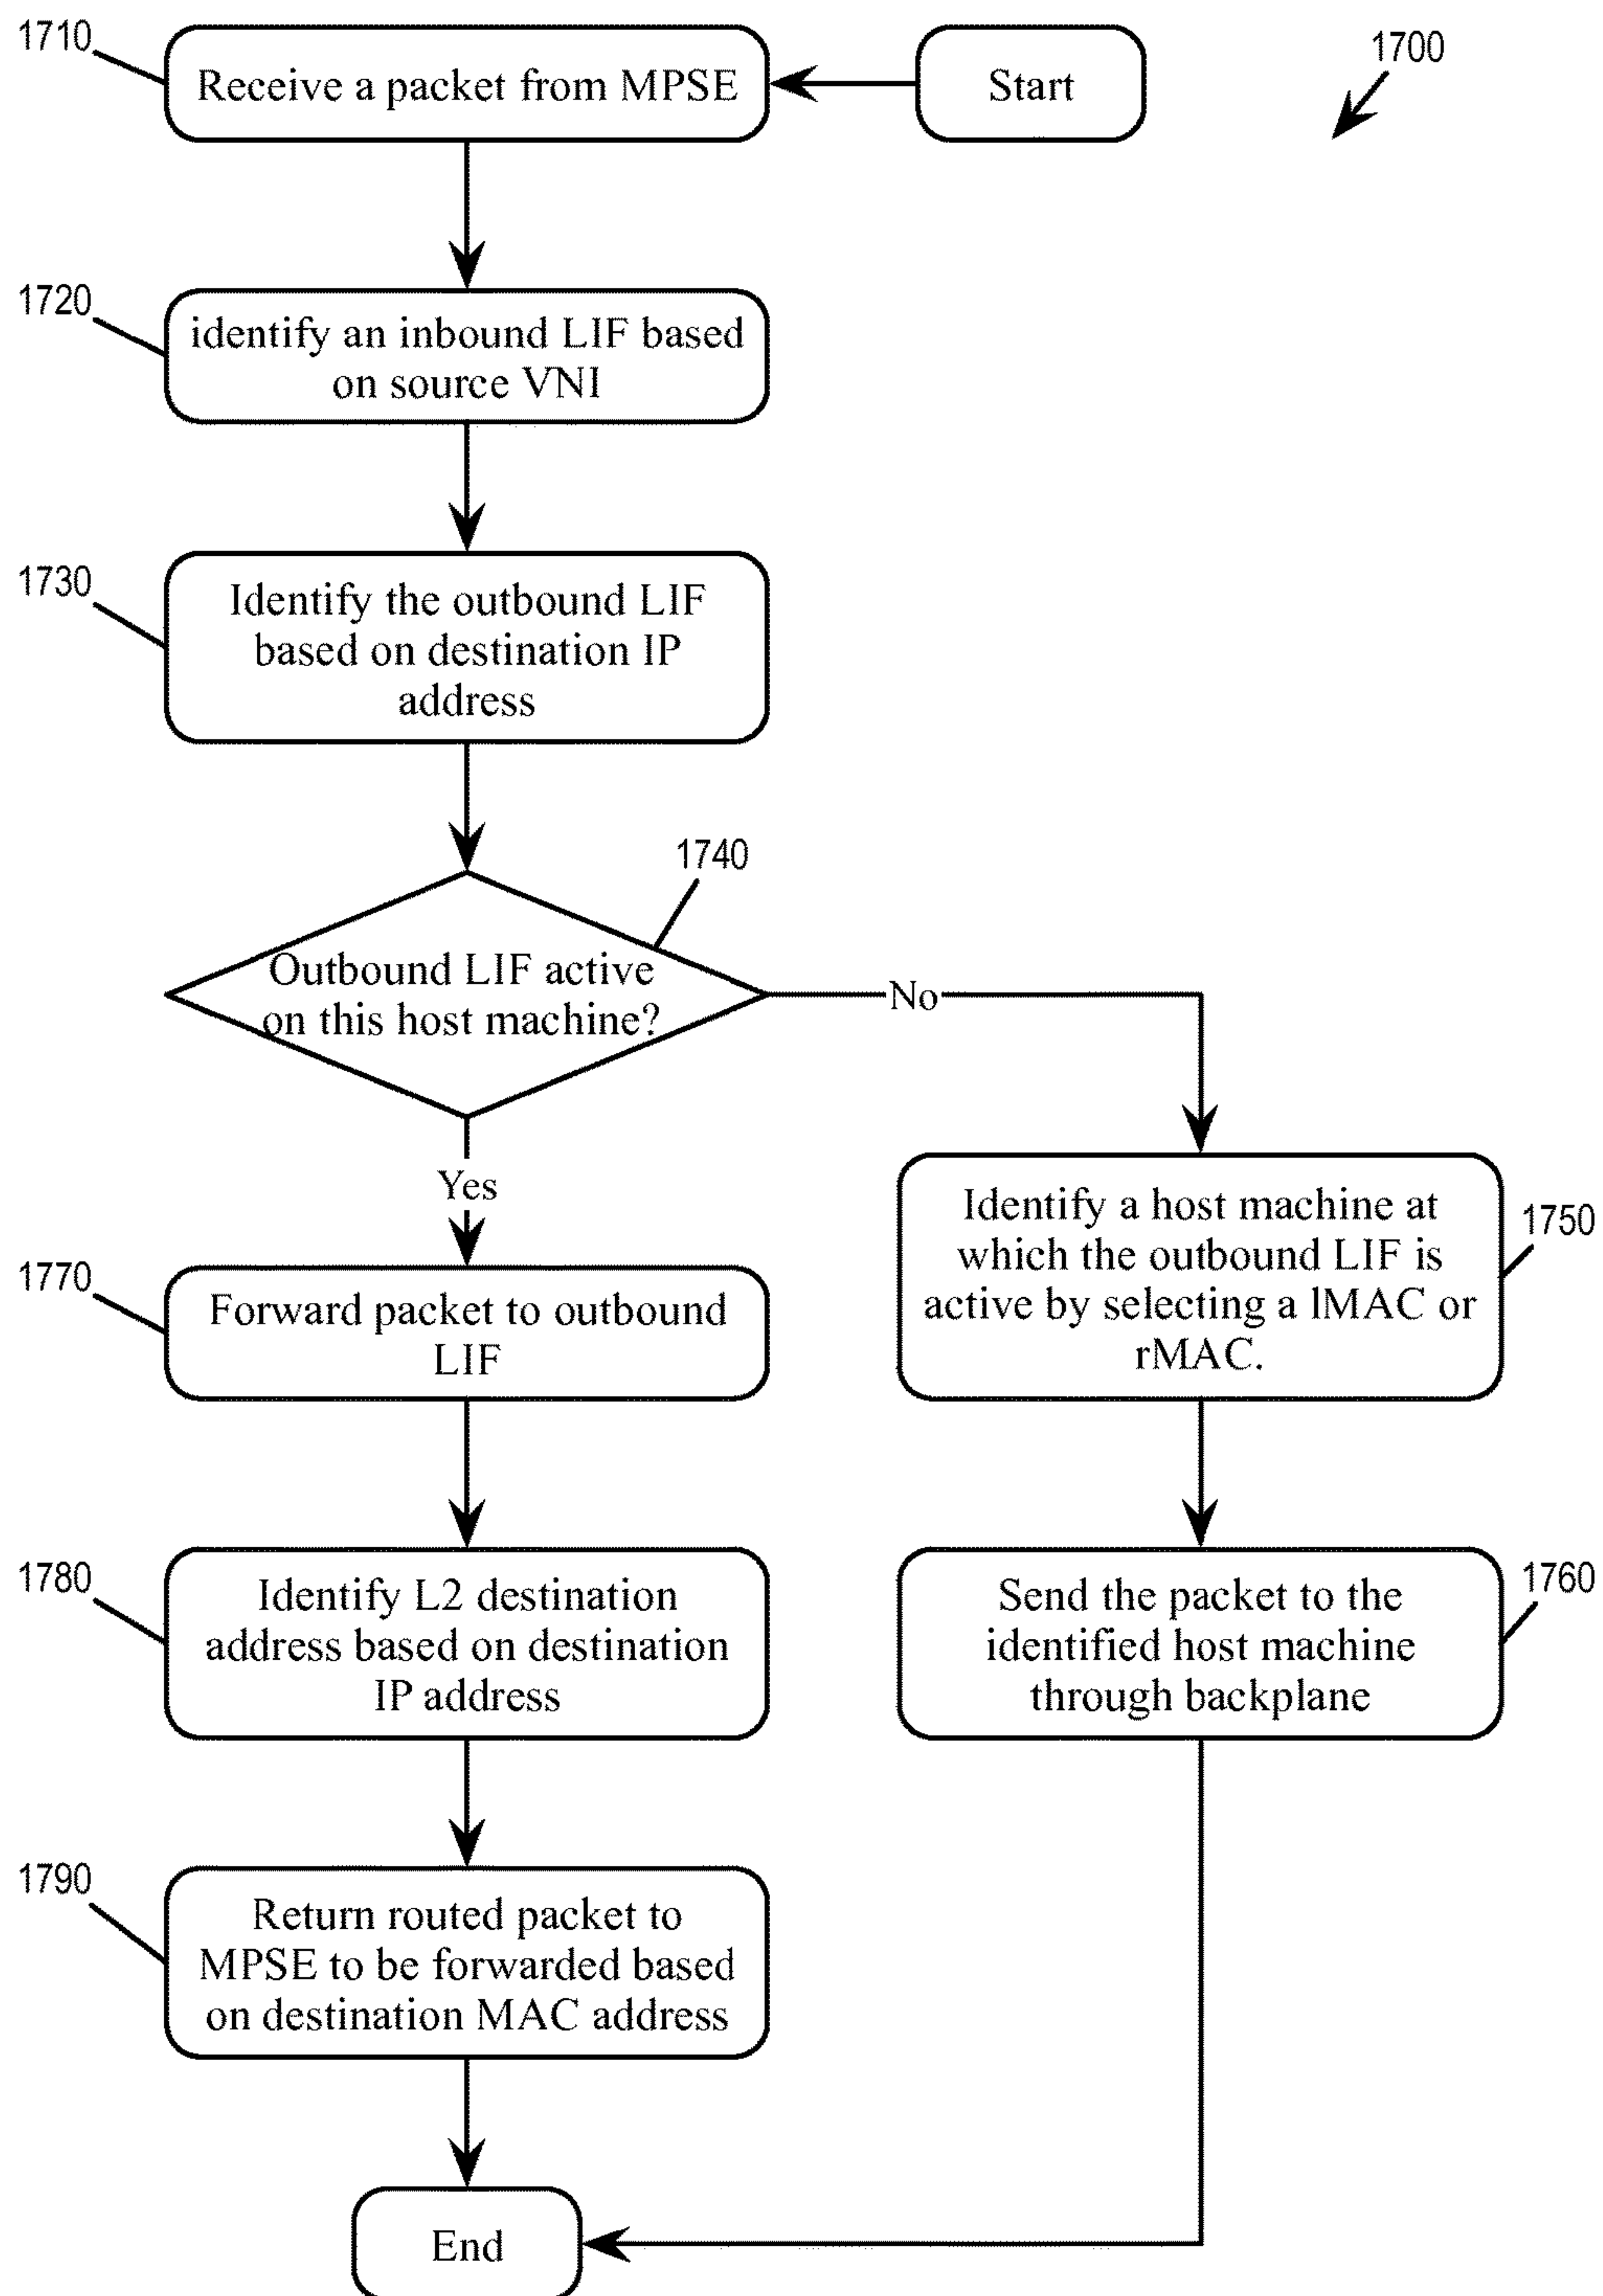 1710
Receive a packet from MPSE
Start
1700
1720
identify an inbound LIF based
on source VNI
1730
Identify the outbound LIF
based on destination IP
address
1740
Outbound LIF active
on this host machine?
No
Yes
1750
Identify a host machine at
which the outbound LIF is
active by selecting a lMAC or
rMAC.
1770
Forward packet to outbound
LIF
1780
Identify L2 destination
address based on destination
IP address
1760
Send the packet to the
identified host machine
through backplane
1790
Return routed packet to
MPSE to be forwarded based
on destination MAC address
End